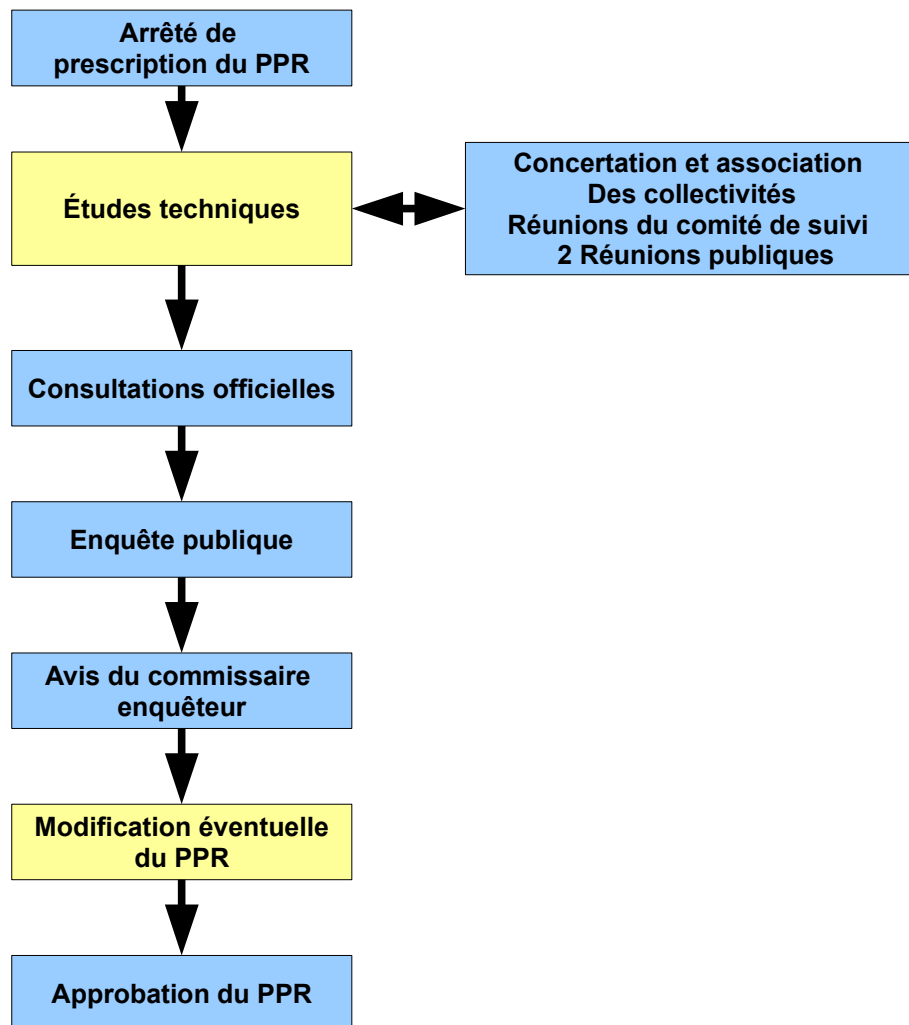 Arrêté de
prescription du PPR
Études techniques
Concertation et association
Des collectivités
Réunions du comité de suivi
2 Réunions publiques
Consultations officielles
Enquête publique
Avis du commissaire
enquêteur
Modification éventuelle
du PPR
Approbation du PPR